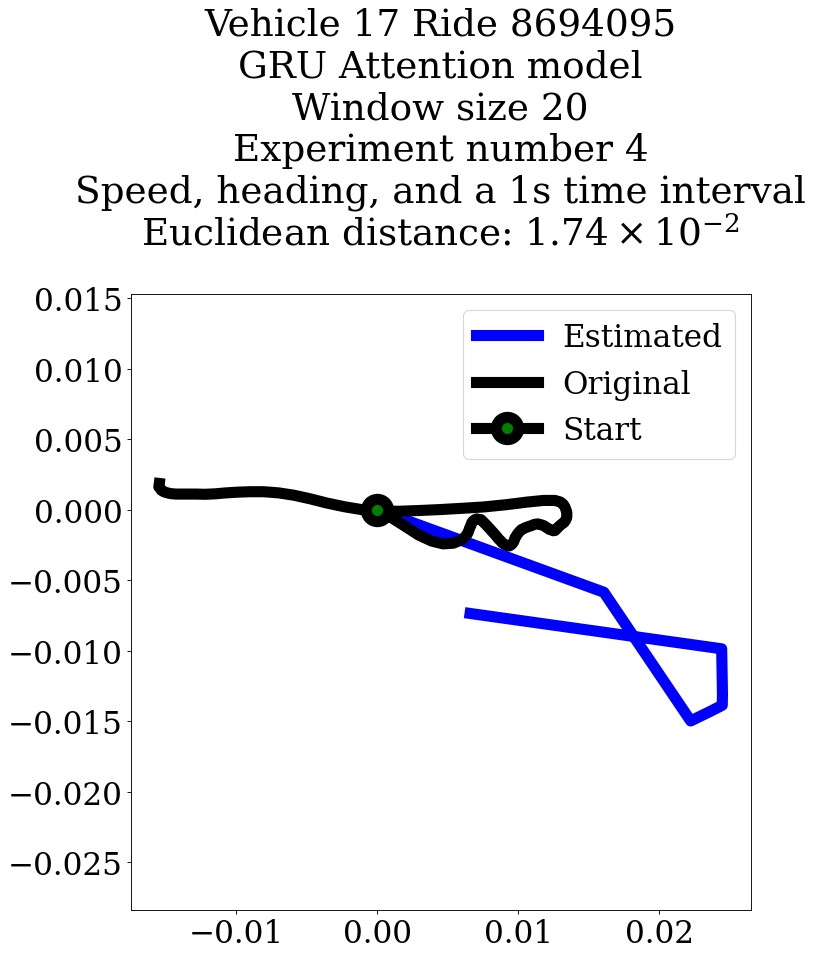 Vehicle 17 Ride 8694095
GRU Attention model
Window size 20
Experiment number 4
Speed, heading, and a 1s time interval
Euclidean distance: 1.74 × 10⁻²
0.015
0.010
0.005
0.000
−0.005
−0.010
−0.015
−0.020
−0.025
Estimated
Original
Start
−0.01 0.00 0.01 0.02